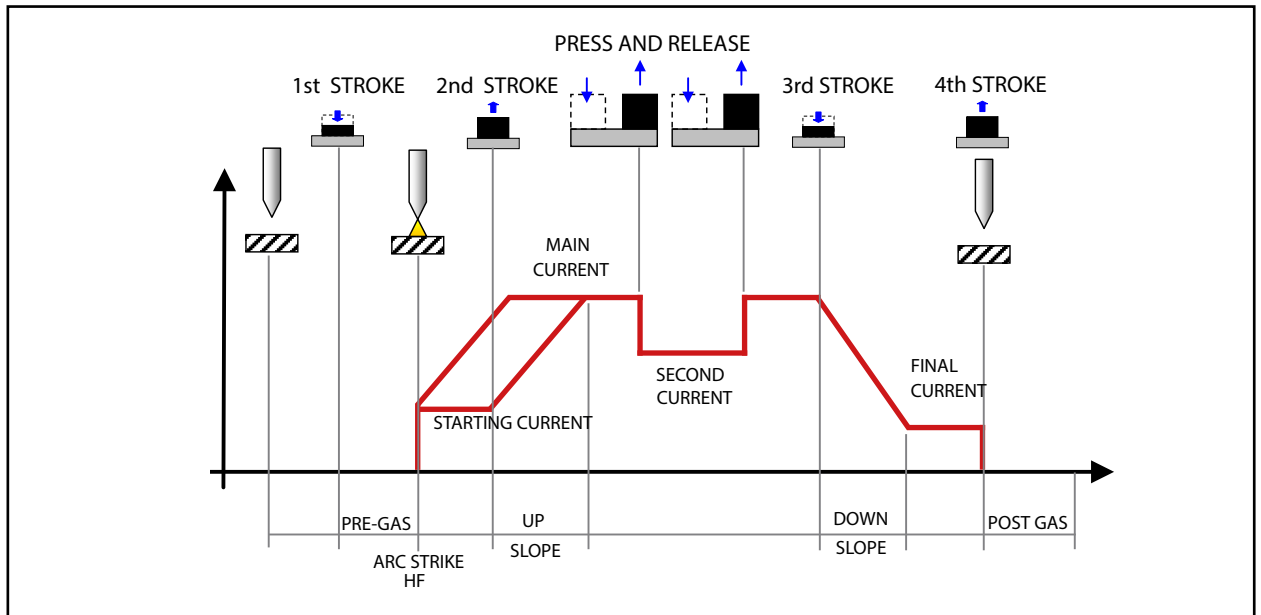 PRESS AND RELEASE
1st STROKE
2nd STROKE
3rd STROKE
4th STROKE
MAIN
CURRENT
SECOND
CURRENT
FINAL
CURRENT
STARTING CURRENT
PRE-GAS
UP
SLOPE
DOWN
SLOPE
POST GAS
ARC STRIKE
HF